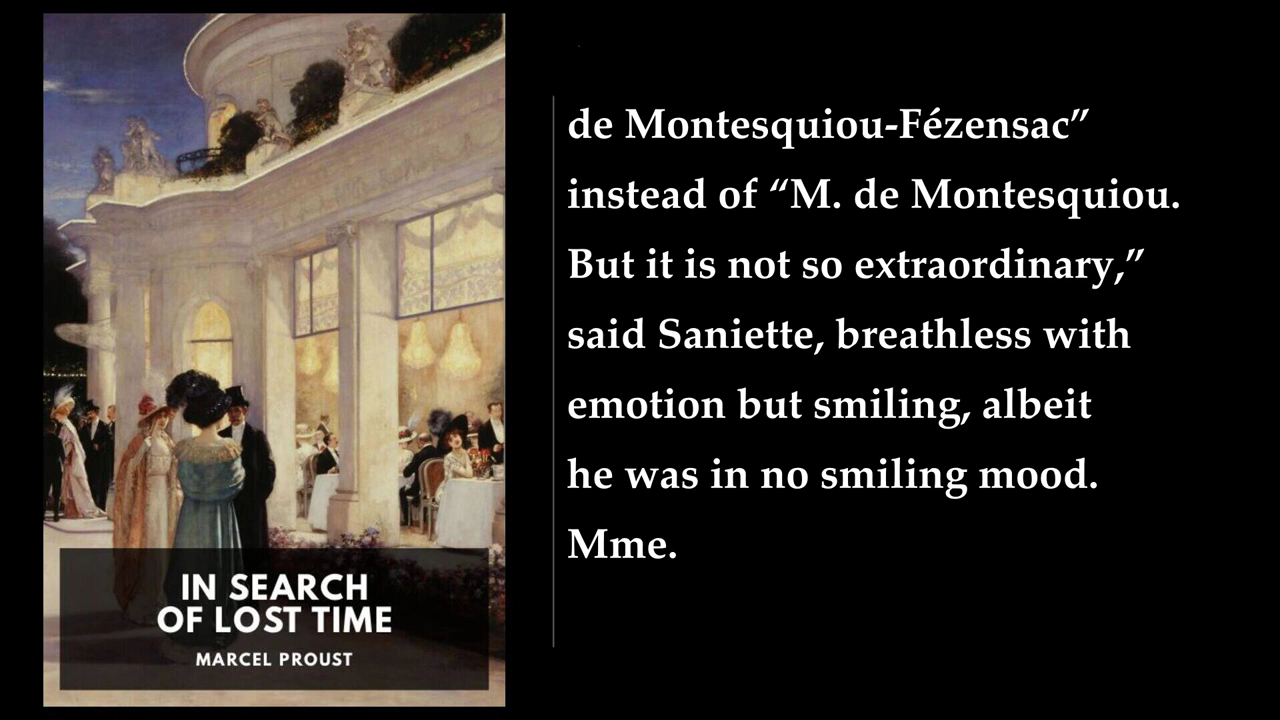 IN SEARCH
OF LOST TIME
MARCEL PROUST
de Montesquiou-Fézensac”
instead of “M. de Montesquiou.
But it is not so extraordinary,”
said Saniette, breathless with
emotion but smiling, albeit
he was in no smiling mood.
Mme.